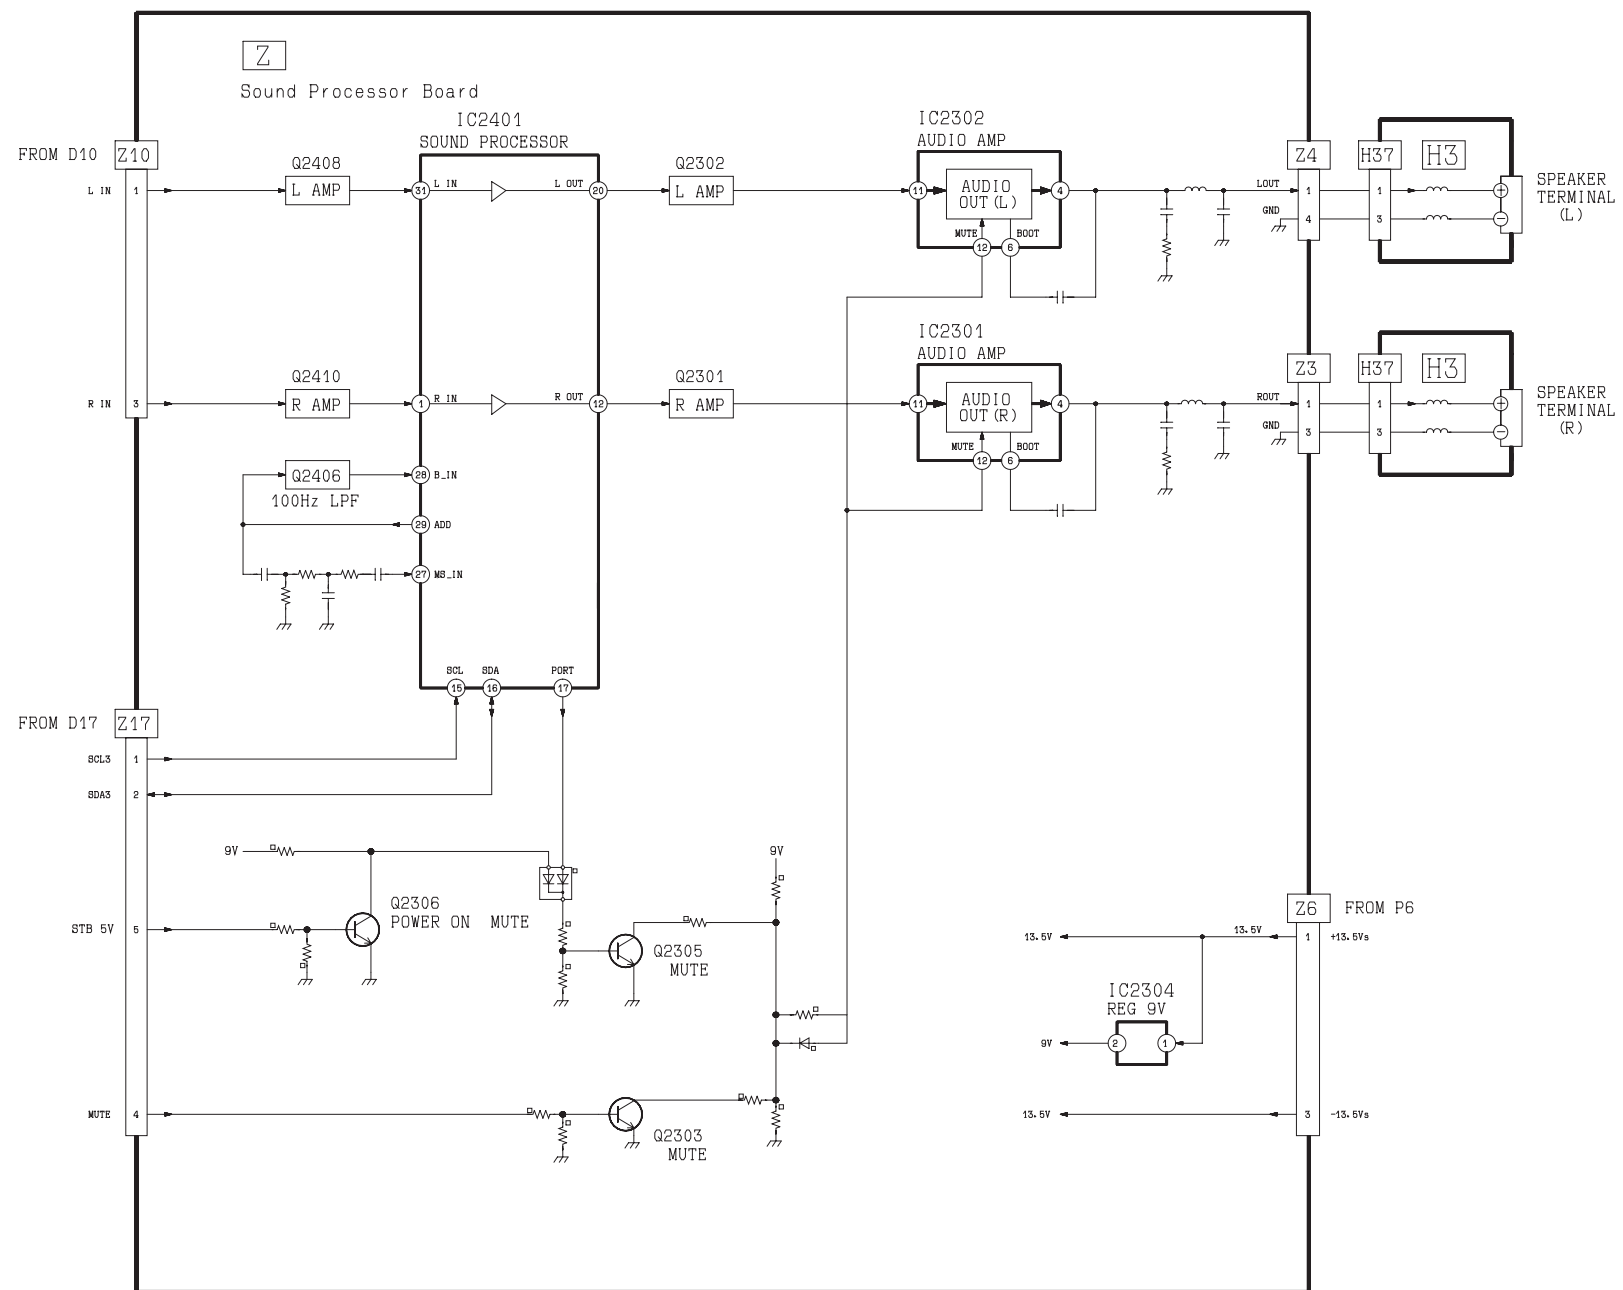 Z
Sound Processor Board
IC2401
SOUND PROCESSOR
IC2302
AUDIO AMP
FROM D10 Z10
Z4 H37 H3
Q2408
Q2302
L IN 1 L AMP 31 L IN L OUT 20 L AMP 11 AUDIO OUT (L) 4 LOUT 1 1 + SPEAKER TERMINAL (L)
GND 4 3 −
MUTE BOOT
12 6
IC2301
AUDIO AMP
Z3 H37 H3
Q2410
Q2301
R IN 3 R AMP 1 R IN R OUT 12 R AMP 11 AUDIO OUT (R) 4 ROUT 1 1 + SPEAKER TERMINAL (R)
GND 3 3 −
MUTE BOOT
12 6
Q2406 28 B_IN
100Hz LPF
29 ADD
27 MS_IN
SCL SDA PORT
15 16 17
FROM D17 Z17
SCL3 1
SDA3 2
9V
9V
Q2306
POWER ON MUTE
STB 5V 5
Q2305
MUTE
Z6 FROM P6
13.5V 13.5V 1 +13.5Vs
IC2304
REG 9V
9V 2 1
MUTE 4
Q2303
MUTE
13.5V 3 -13.5Vs